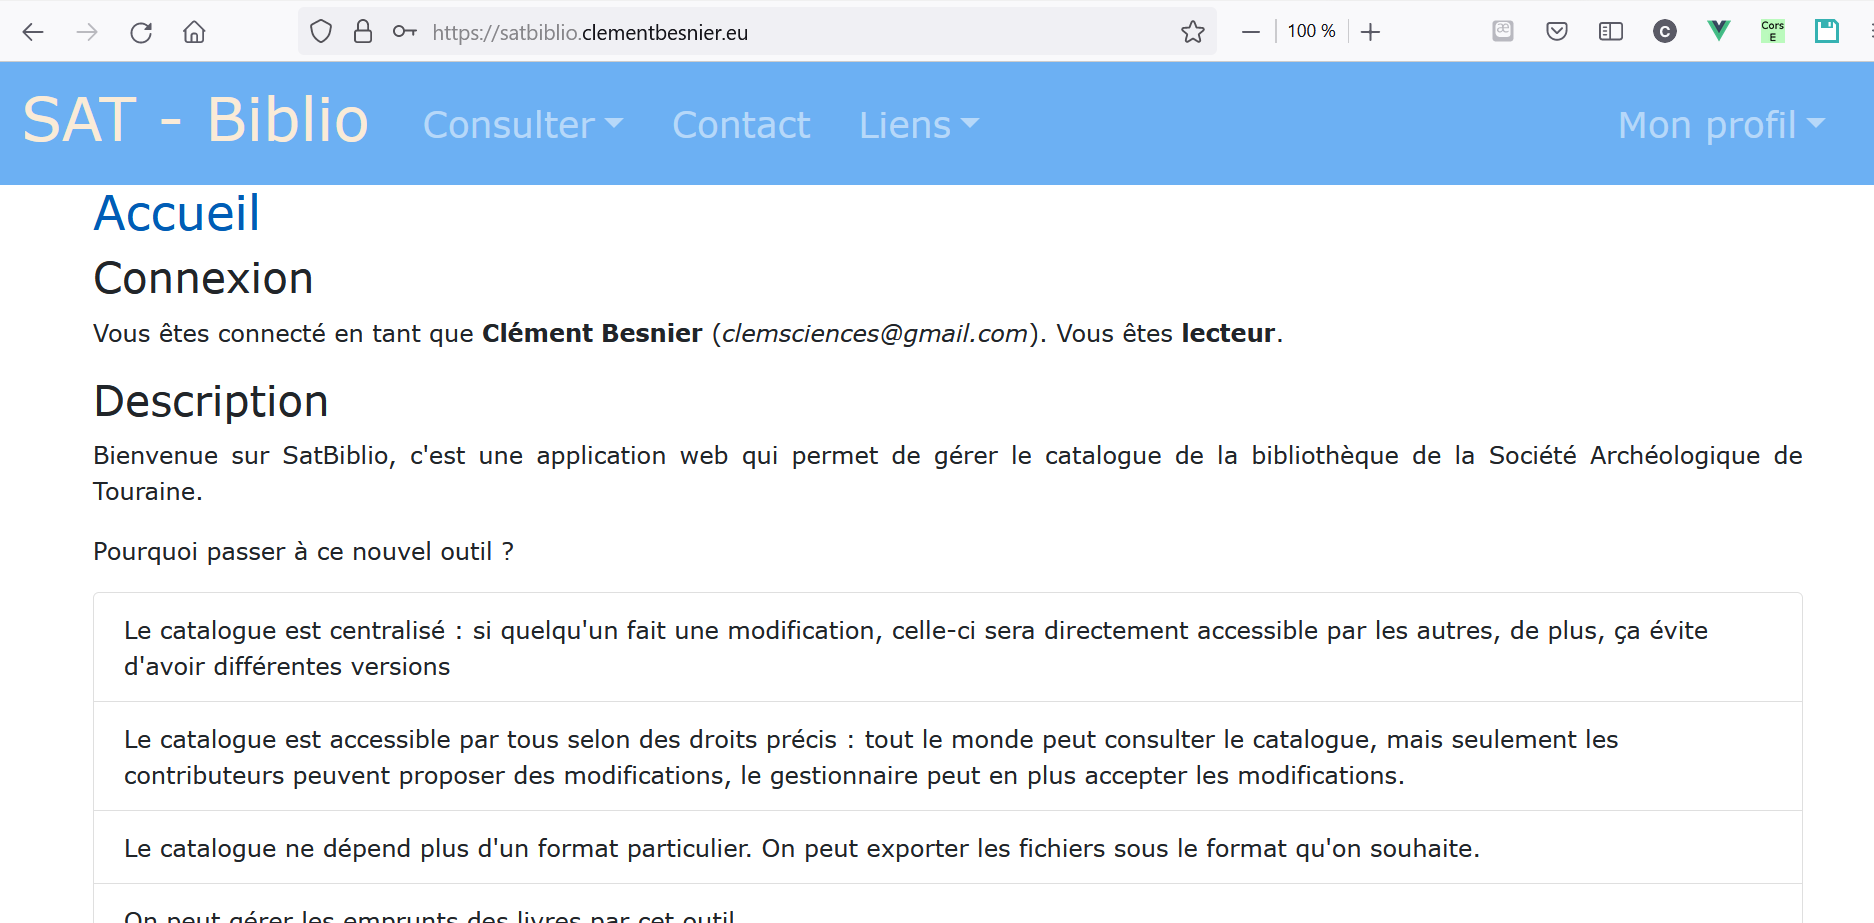 https://satbiblio.clementbesnier.eu
100 %
æ
C
Cors
E
SAT - Biblio
Consulter
Contact
Liens
Mon profil
Accueil
Connexion
Vous êtes connecté en tant que Clément Besnier (clemsciences@gmail.com). Vous êtes lecteur.
Description
Bienvenue sur SatBiblio, c'est une application web qui permet de gérer le catalogue de la bibliothèque de la Société Archéologique de
Touraine.
Pourquoi passer à ce nouvel outil ?
Le catalogue est centralisé : si quelqu'un fait une modification, celle-ci sera directement accessible par les autres, de plus, ça évite
d'avoir différentes versions
Le catalogue est accessible par tous selon des droits précis : tout le monde peut consulter le catalogue, mais seulement les
contributeurs peuvent proposer des modifications, le gestionnaire peut en plus accepter les modifications.
Le catalogue ne dépend plus d'un format particulier. On peut exporter les fichiers sous le format qu'on souhaite.
On peut gérer les emprunts des livres par cet outil